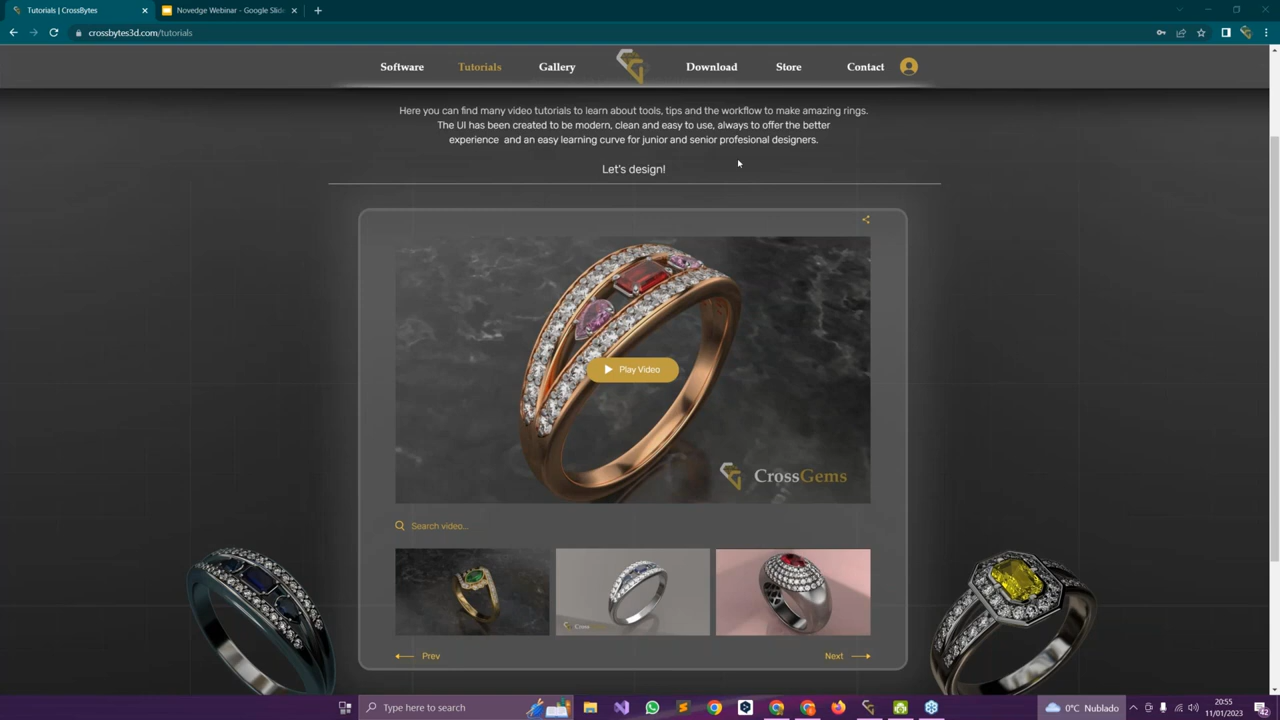 Tutorials | CrossBytes
Novedge Webinar - Google Slide
crossbytes3d.com/tutorials
Software
Tutorials
Gallery
Download
Store
Contact
Here you can find many video tutorials to learn about tools, tips and the workflow to make amazing rings.
The UI has been created to be modern, clean and easy to use, always to offer the better
experience and an easy learning curve for junior and senior profesional designers.
Let's design!
Play Video
CrossGems
Search video...
Cross
Prev
Next
Type here to search
0°C Nublado
20:55
11/01/2023
42